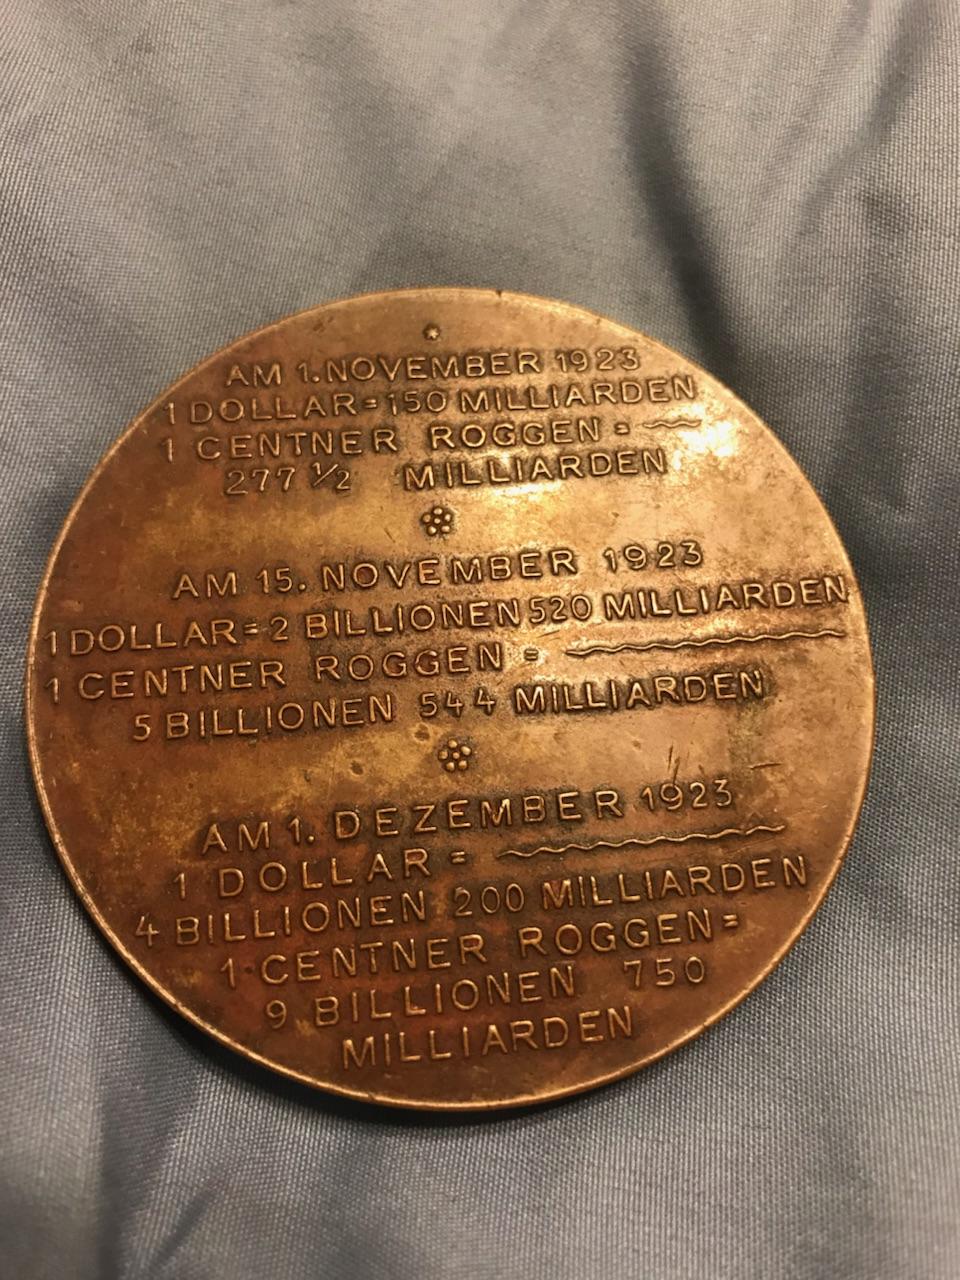 AM 1. NOVEMBER 1923
1 DOLLAR = 150 MILLIARDEN
1 CENTNER ROGGEN =
277 1/2 MILLIARDEN
AM 15. NOVEMBER 1923
1 DOLLAR = 2 BILLIONEN 520 MILLIARDEN
1 CENTNER ROGGEN =
5 BILLIONEN 544 MILLIARDEN
AM 1. DEZEMBER 1923
1 DOLLAR =
4 BILLIONEN 200 MILLIARDEN
1 CENTNER ROGGEN =
9 BILLIONEN 750
MILLIARDEN